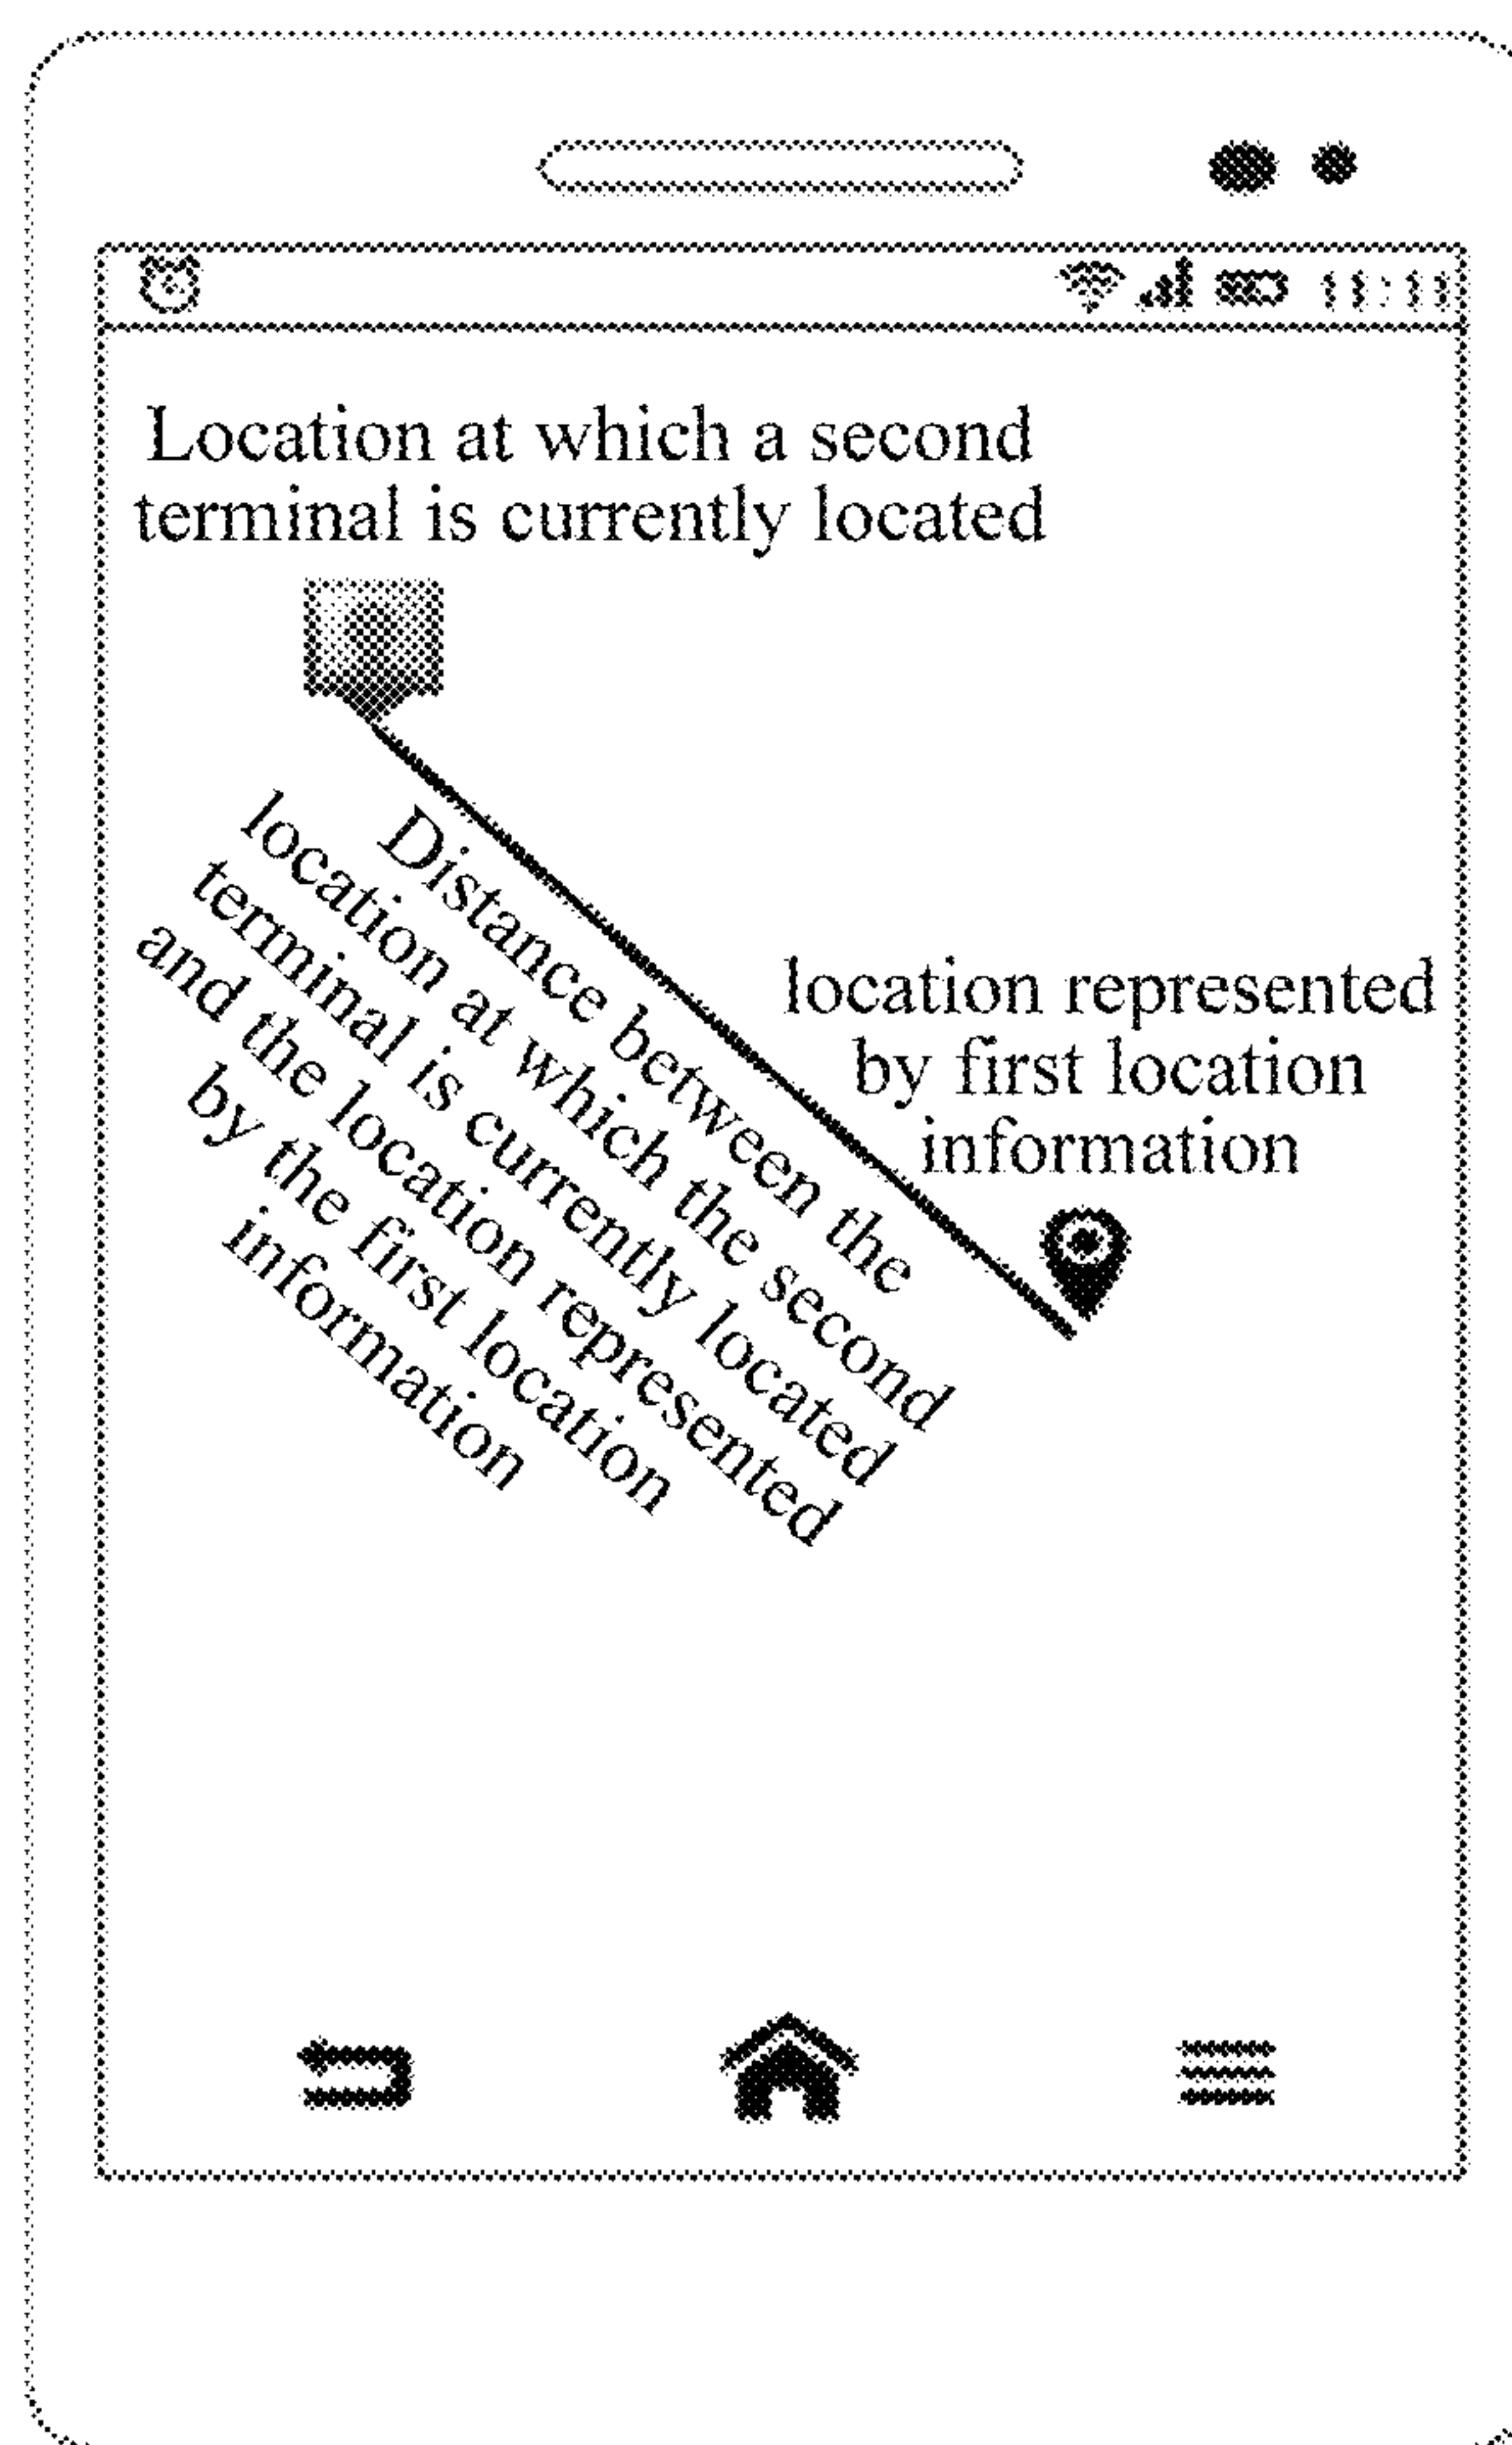 11:11
Location at which a second
terminal is currently located
Distance between the
location at which the second
terminal is currently located
and the location represented
by the first location
information
location represented
by first location
information